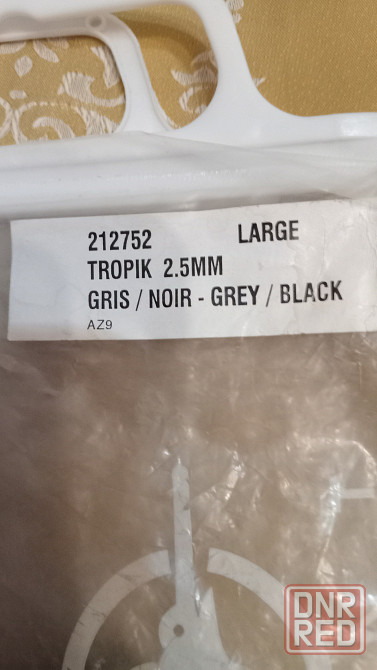 212752 LARGE
TROPIK 2.5MM
GRIS / NOIR - GREY / BLACK
AZ9
DNR
RED